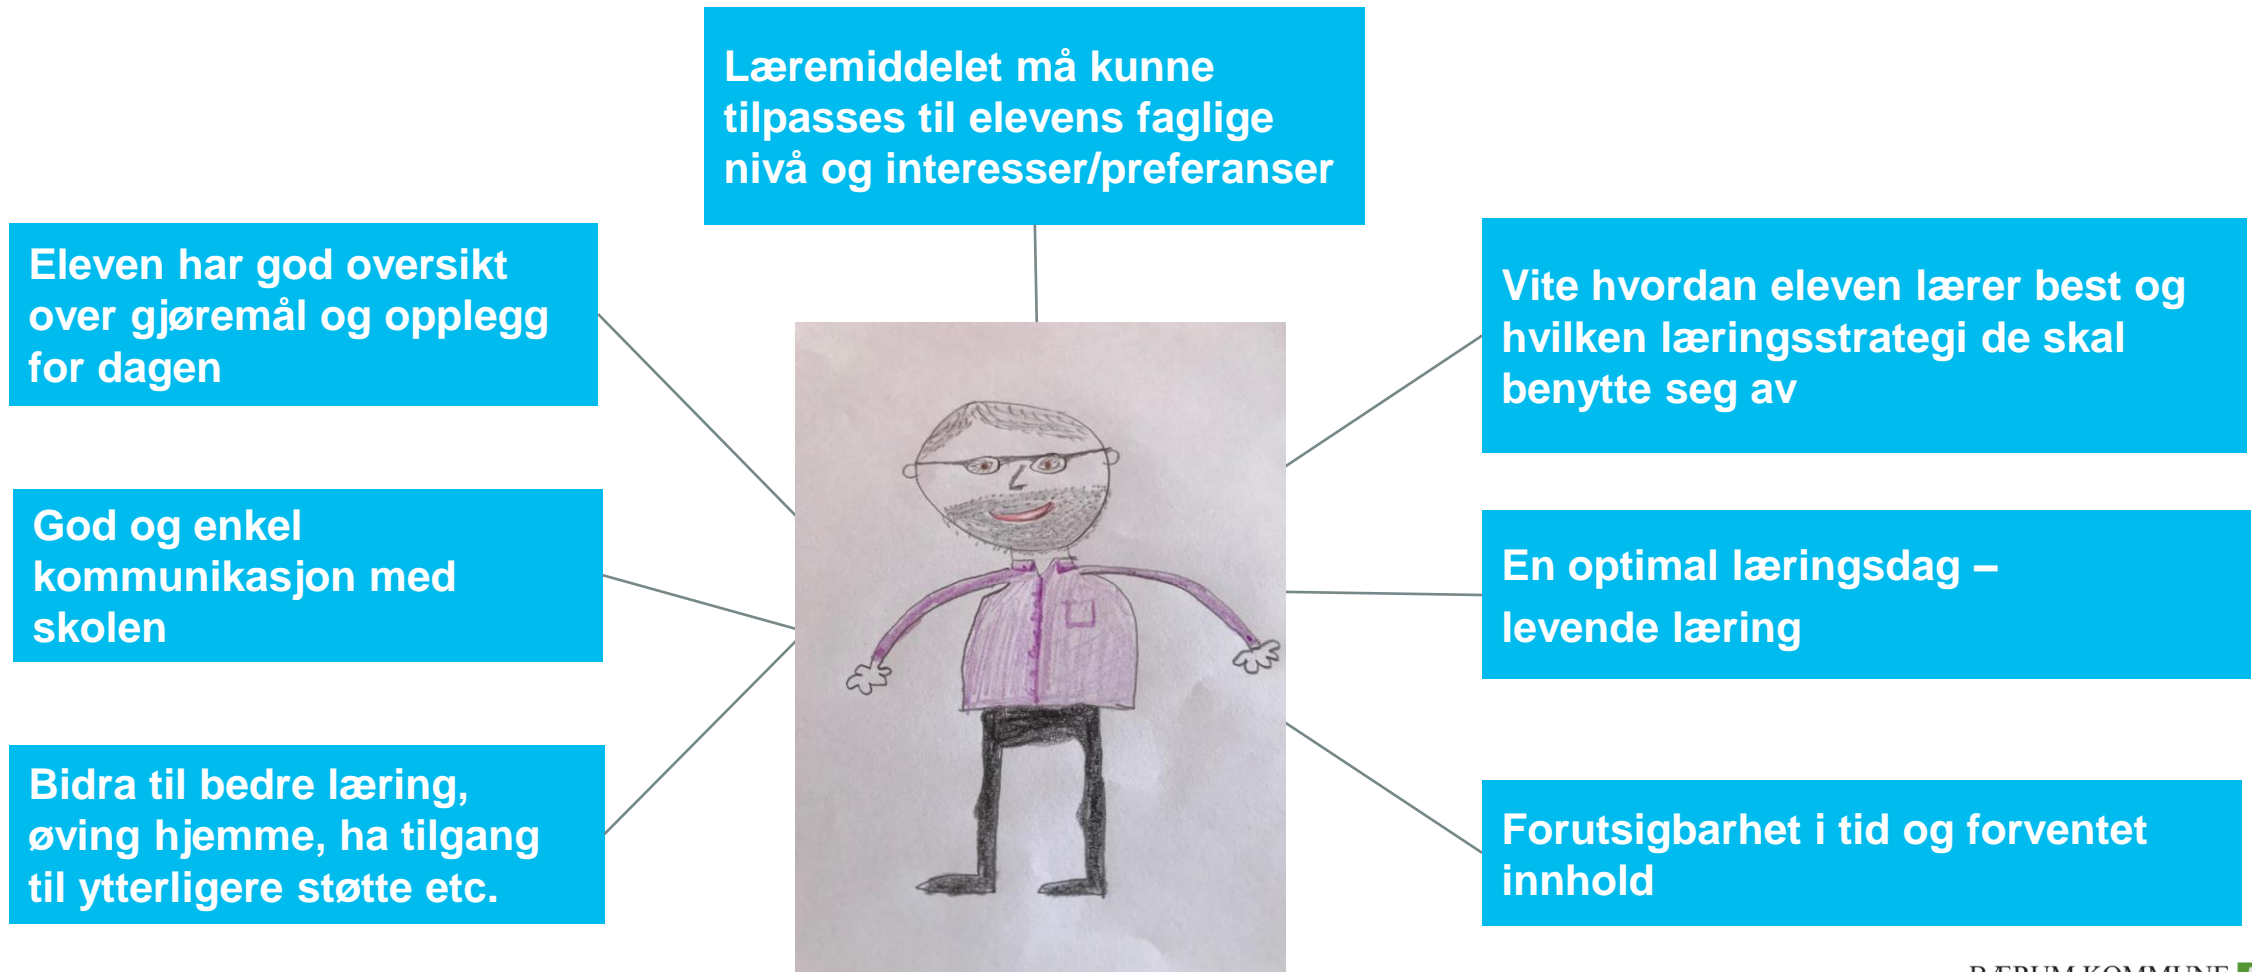 Læremiddelet må kunne
tilpasses til elevens faglige
nivå og interesser/preferanser
Eleven har god oversikt
over gjøremål og opplegg
for dagen
Vite hvordan eleven lærer best og
hvilken læringsstrategi de skal
benytte seg av
God og enkel
kommunikasjon med
skolen
En optimal læringsdag –
levende læring
Bidra til bedre læring,
øving hjemme, ha tilgang
til ytterligere støtte etc.
Forutsigbarhet i tid og forventet
innhold
BÆRUM KOMMUNE